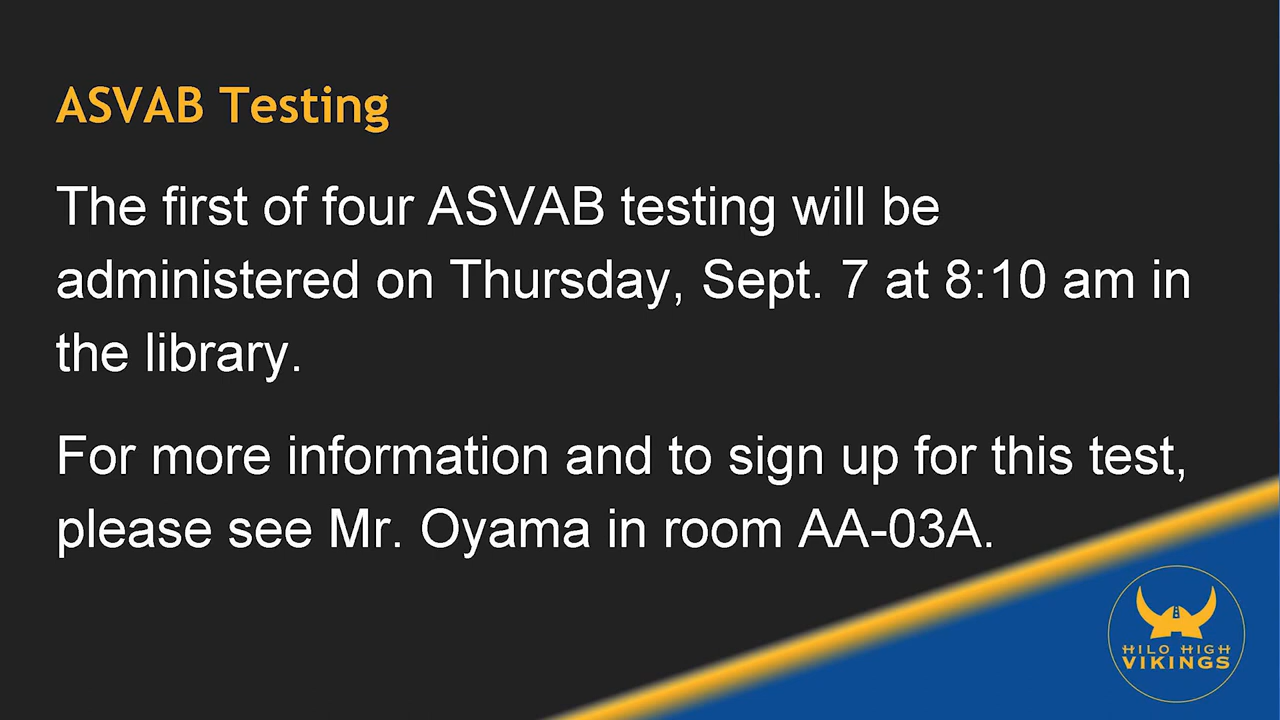 ASVAB Testing
The first of four ASVAB testing will be
administered on Thursday, Sept. 7 at 8:10 am in
the library.
For more information and to sign up for this test,
please see Mr. Oyama in room AA-03A.
HILO HIGH
VIKINGS